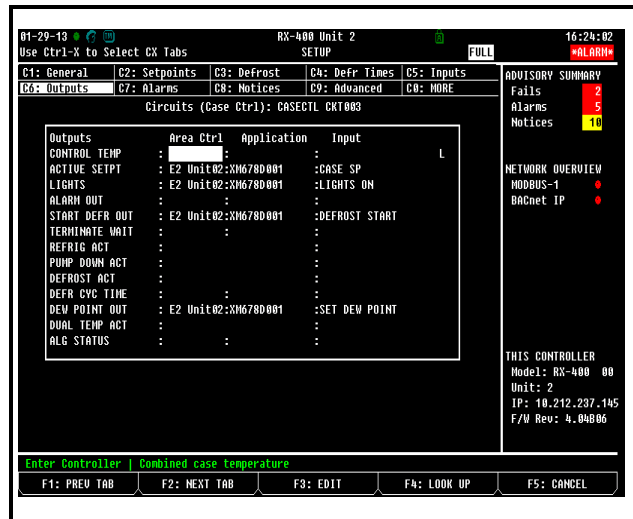 01-29-13 RX-400 Unit 2 16:24:02
Use Ctrl-X to Select CX Tabs SETUP FULL *ALARM*
C1: General C2: Setpoints C3: Defrost C4: Defr Times C5: Inputs
C6: Outputs C7: Alarms C8: Notices C9: Advanced C0: MORE
Circuits (Case Ctrl): CASECTL CKT003
Outputs Area Ctrl Application Input
CONTROL TEMP : : : L
ACTIVE SETPT : E2 Unit02:XM678D001 :CASE SP
LIGHTS : E2 Unit02:XM678D001 :LIGHTS ON
ALARM OUT : : :
START DEFR OUT : E2 Unit02:XM678D001 :DEFROST START
TERMINATE WAIT : : :
REFRIG ACT : :
PUMP DOWN ACT : :
DEFROST ACT : :
DEFR CYC TIME : : :
DEW POINT OUT : E2 Unit02:XM678D001 :SET DEW POINT
DUAL TEMP ACT : :
ALG STATUS : : :
ADVISORY SUMMARY
Fails 2
Alarms 5
Notices 10
NETWORK OVERVIEW
MODBUS-1
BACnet IP
THIS CONTROLLER
Model: RX-400 00
Unit: 2
IP: 10.212.237.145
F/W Rev: 4.04B06
Enter Controller | Combined case temperature
F1: PREV TAB F2: NEXT TAB F3: EDIT F4: LOOK UP F5: CANCEL